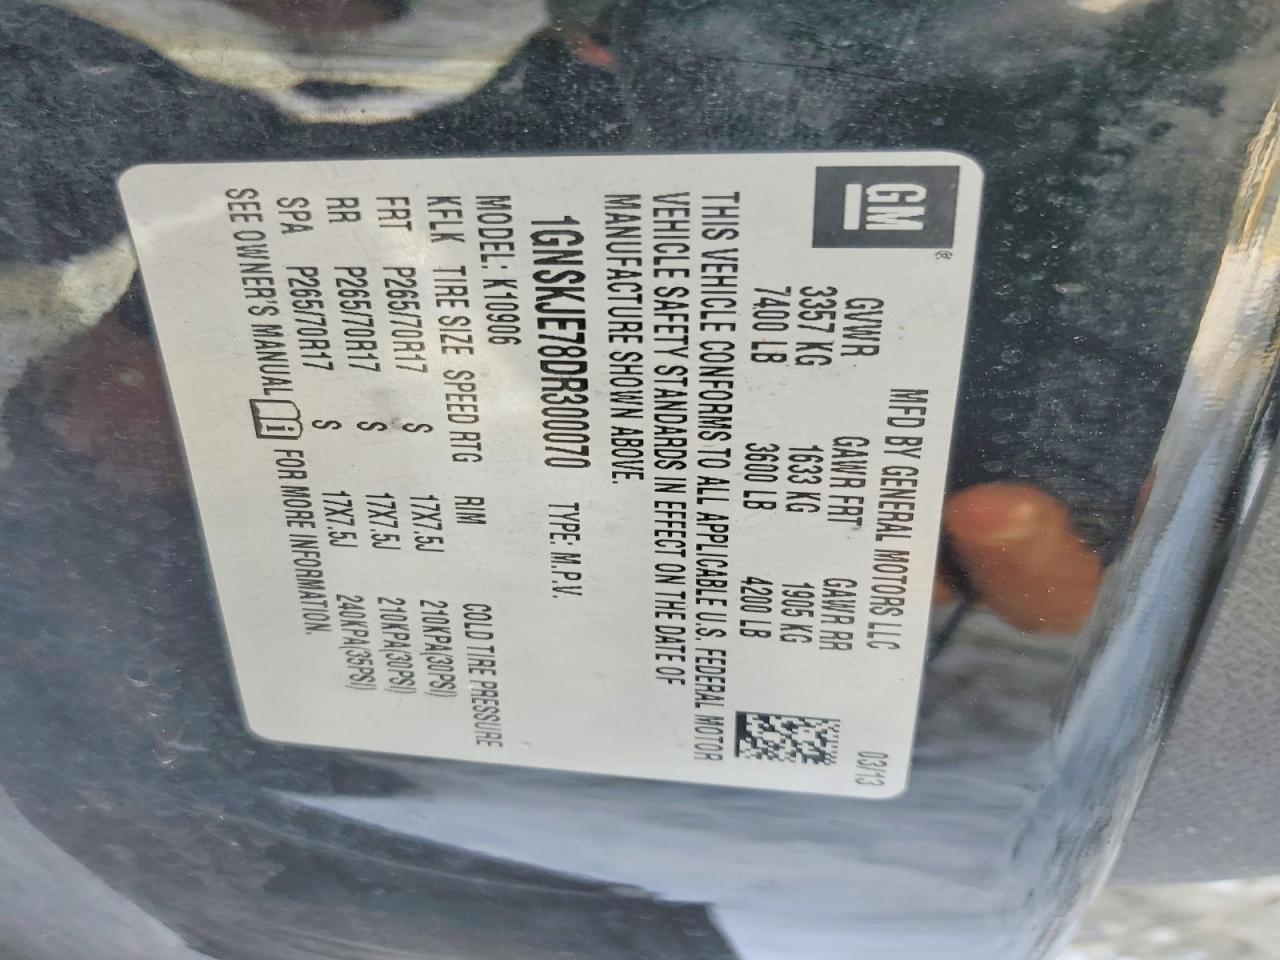 GM
®
MFD BY GENERAL MOTORS LLC 03/13
GVWR GAWR FRT GAWR RR
3357 KG 1633 KG 1905 KG
7400 LB 3600 LB 4200 LB
THIS VEHICLE CONFORMS TO ALL APPLICABLE U.S. FEDERAL MOTOR
VEHICLE SAFETY STANDARDS IN EFFECT ON THE DATE OF
MANUFACTURE SHOWN ABOVE.
1GNSKJE78DR300070 TYPE: M.P.V.
MODEL: K10906
KFLK TIRE SIZE SPEED RTG RIM COLD TIRE PRESSURE
FRT P265/70R17 S 17X7.5J 210KPA(30PSI)
RR P265/70R17 S 17X7.5J 210KPA(30PSI)
SPA P265/70R17 S 17X7.5J 240KPA(35PSI)
SEE OWNER'S MANUAL i FOR MORE INFORMATION.